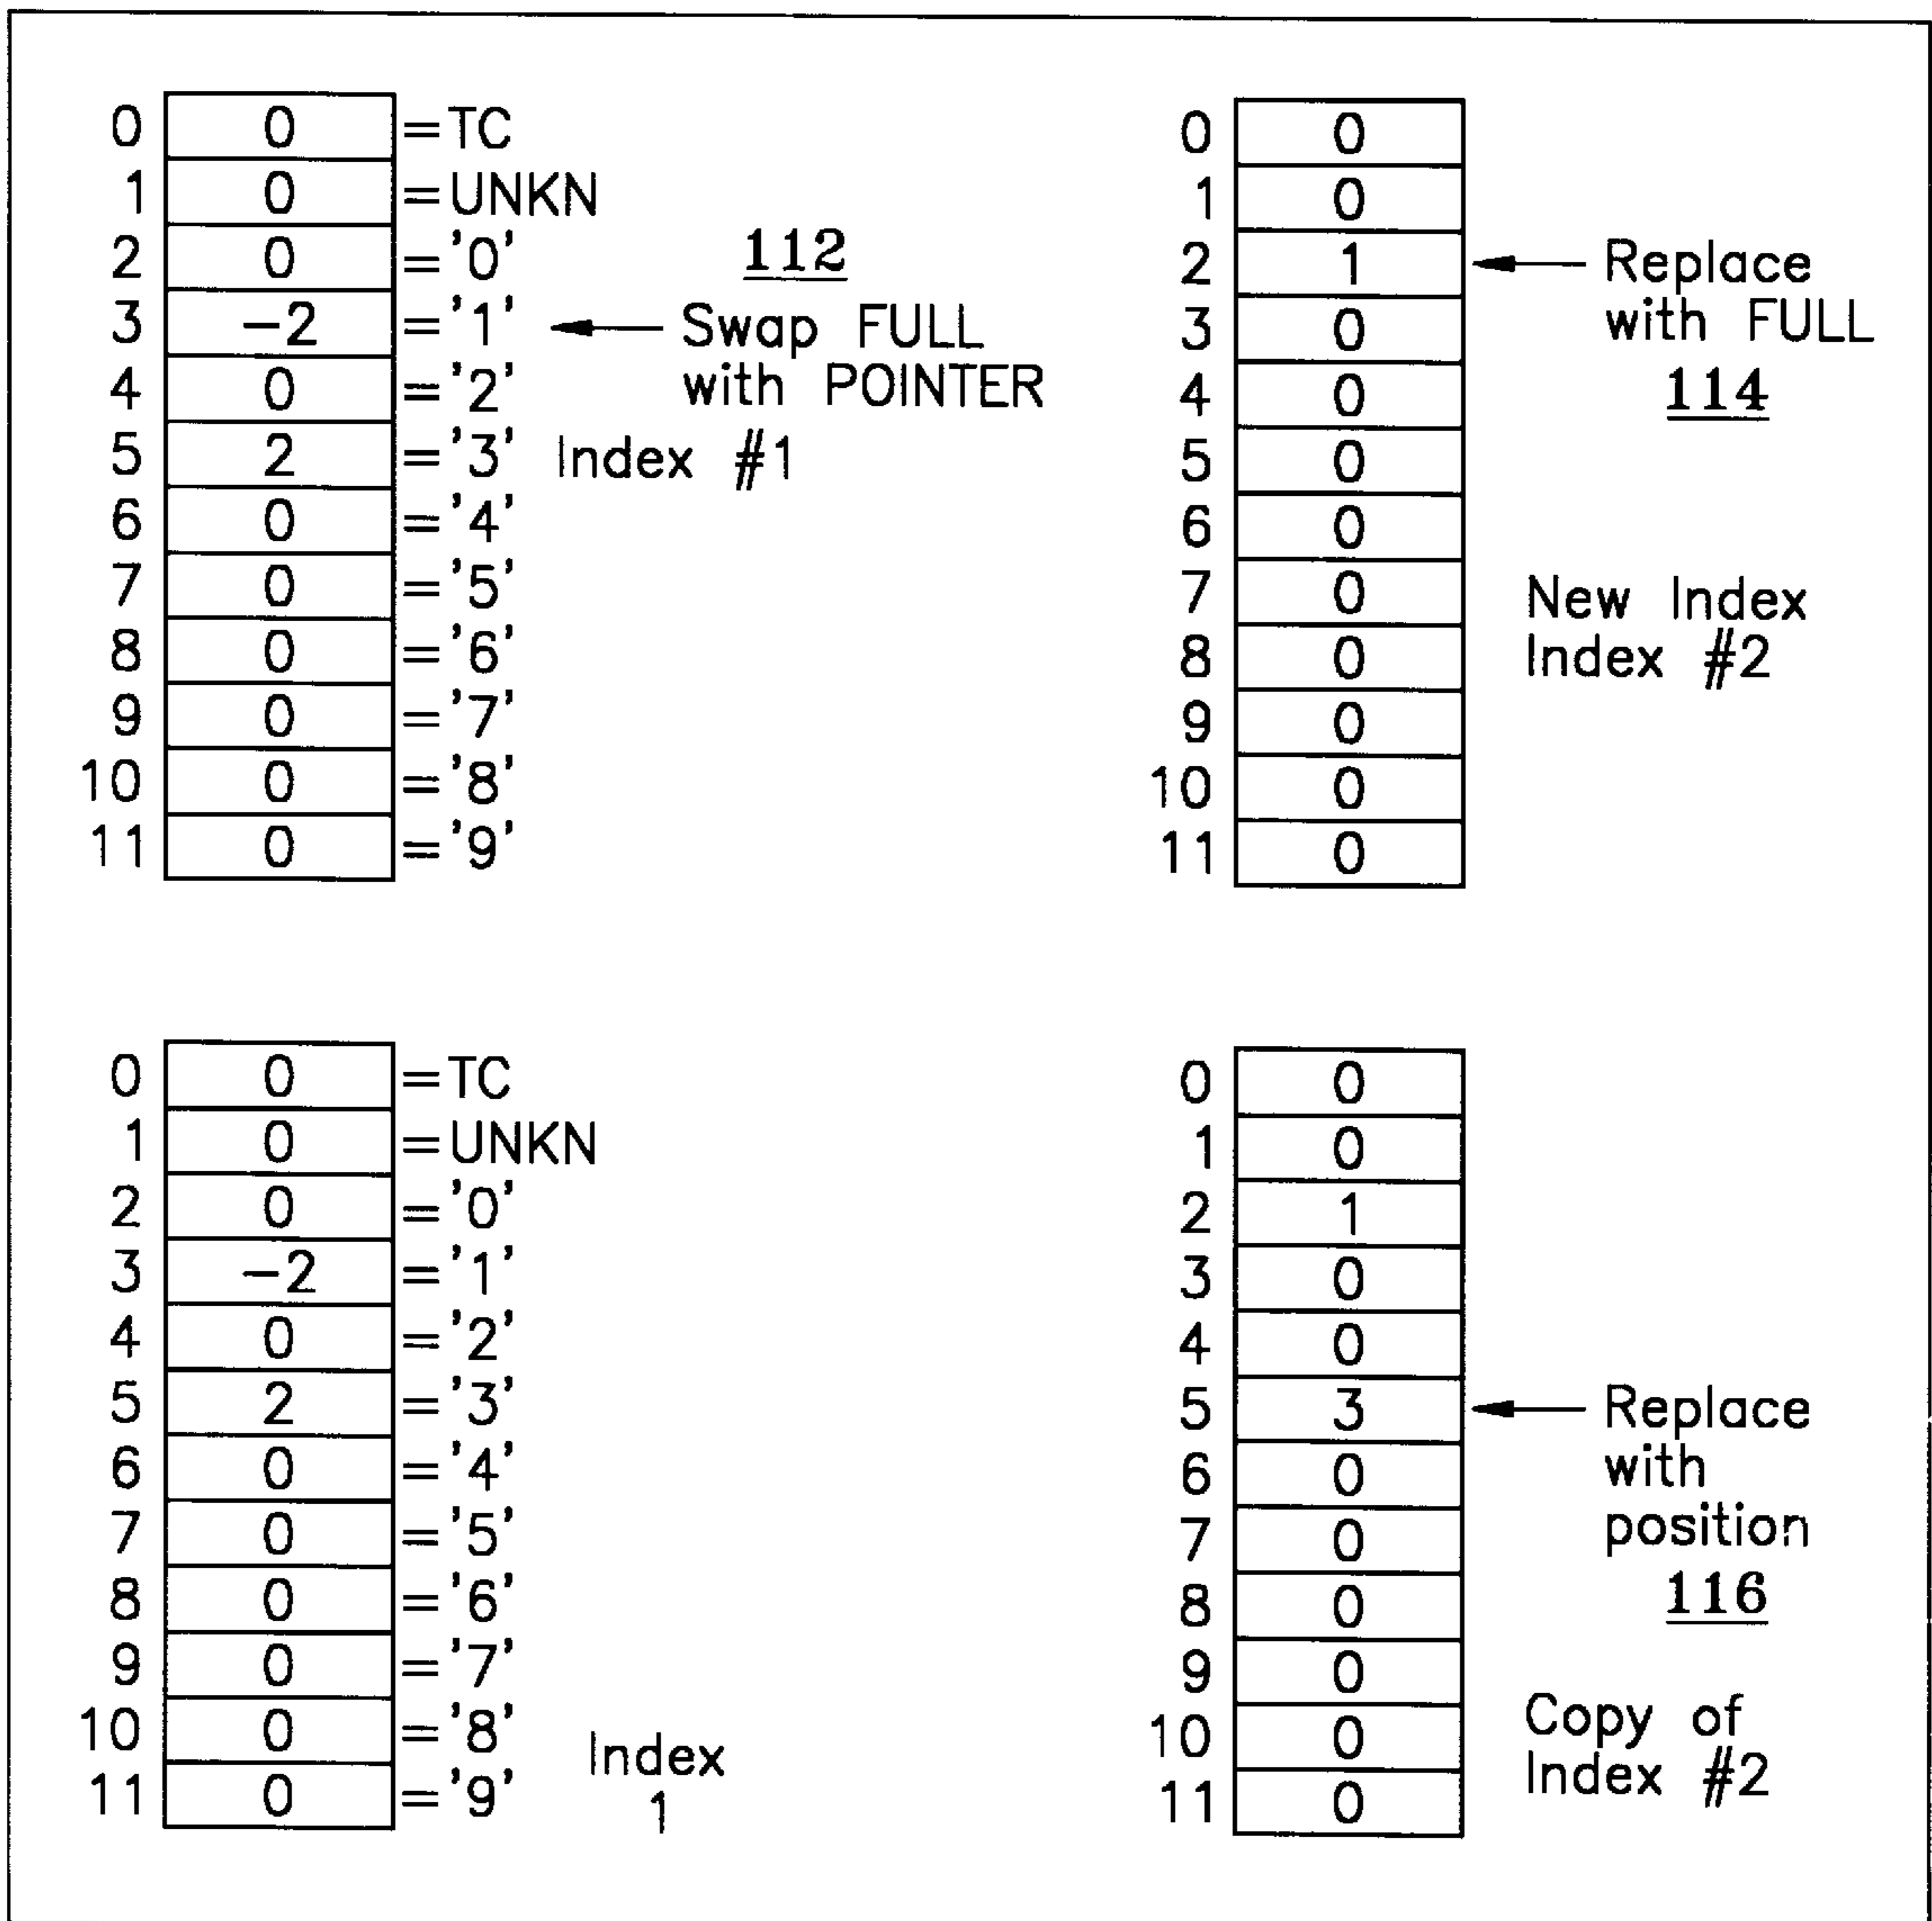 0 0 =TC
1 0 =UNKN
2 0 ='0'
3 -2 ='1'
4 0 ='2'
5 2 ='3'
6 0 ='4'
7 0 ='5'
8 0 ='6'
9 0 ='7'
10 0 ='8'
11 0 ='9'
112
Swap FULL
with POINTER
Index #1
0 0
1 0
2 1
3 0
4 0
5 0
6 0
7 0
8 0
9 0
10 0
11 0
Replace
with FULL
114
New Index
Index #2
0 0 =TC
1 0 =UNKN
2 0 ='0'
3 -2 ='1'
4 0 ='2'
5 2 ='3'
6 0 ='4'
7 0 ='5'
8 0 ='6'
9 0 ='7'
10 0 ='8'
11 0 ='9'
Index
1
0 0
1 0
2 1
3 0
4 0
5 3
6 0
7 0
8 0
9 0
10 0
11 0
Replace
with
position
116
Copy of
Index #2